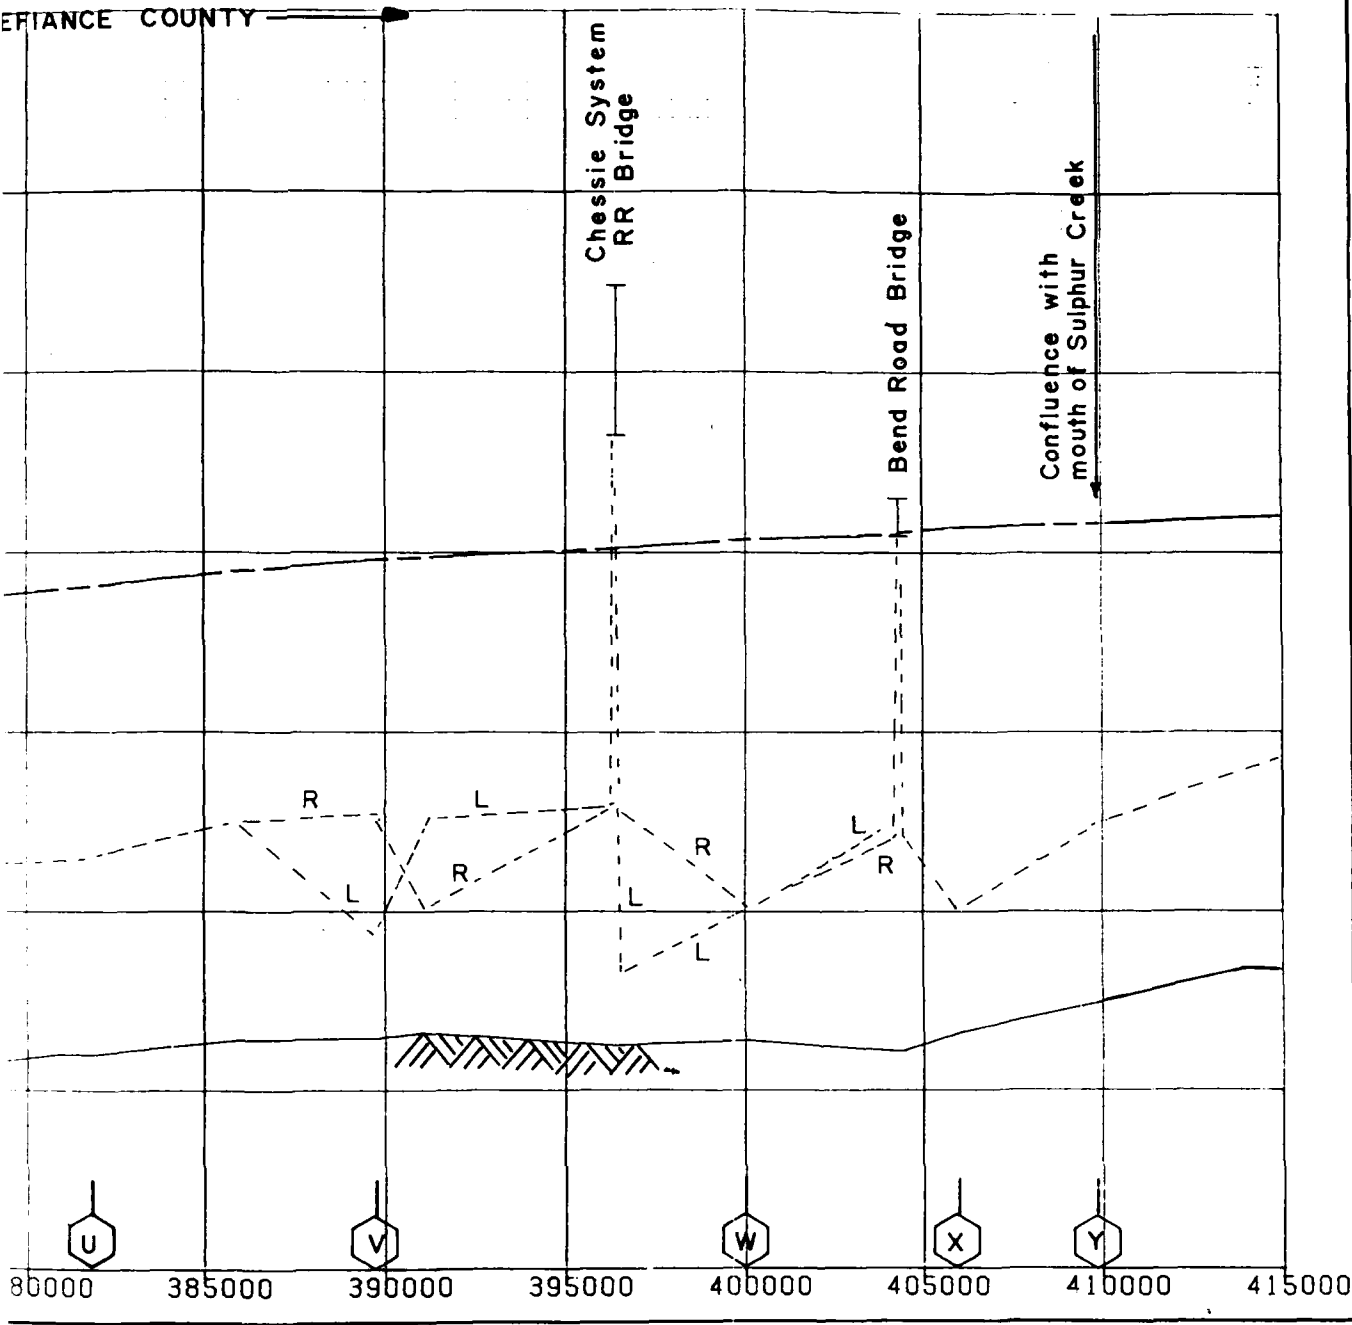 EFIANCE COUNTY
Chessie System
RR Bridge
Bend Road Bridge
Confluence with
mouth of Sulphur Creek
R
L
L
R
R
L
L
L
R
L
U
V
W
X
Y
80000 385000 390000 395000 400000 405000 410000 415000